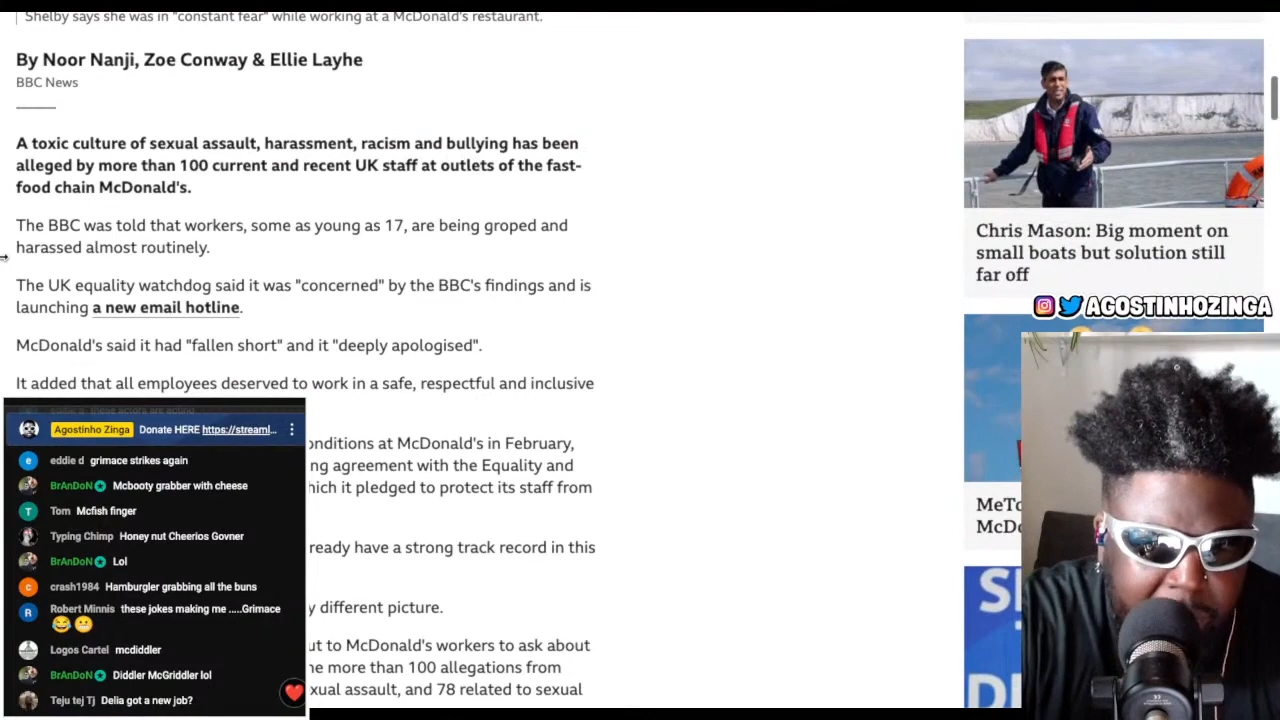 Shelby says she was in "constant fear" while working at a McDonald's restaurant.
By Noor Nanji, Zoe Conway & Ellie Layhe
BBC News
A toxic culture of sexual assault, harassment, racism and bullying has been
alleged by more than 100 current and recent UK staff at outlets of the fast-
food chain McDonald's.
The BBC was told that workers, some as young as 17, are being groped and
harassed almost routinely.
The UK equality watchdog said it was "concerned" by the BBC's findings and is
launching a new email hotline.
McDonald's said it had "fallen short" and it "deeply apologised".
It added that all employees deserved to work in a safe, respectful and inclusive
onditions at McDonald's in February,
ng agreement with the Equality and
hich it pledged to protect its staff from
ready have a strong track record in this
y different picture.
ut to McDonald's workers to ask about
he more than 100 allegations from
xual assault, and 78 related to sexual
Chris Mason: Big moment on
small boats but solution still
far off
AGOSTINHOZINGA
MeTo
McDo
SI
DI
Agostinho Zinga Donate HERE https://streaml...
eddie d grimace strikes again
BrAnDoN Mcbooty grabber with cheese
Tom Mcfish finger
Typing Chimp Honey nut Cheerios Govner
BrAnDoN Lol
crash1984 Hamburgler grabbing all the buns
Robert Minnis these jokes making me .....Grimace
Logos Cartel mcdiddler
BrAnDoN Diddler McGriddler lol
Teju tej Tj Delia got a new job?